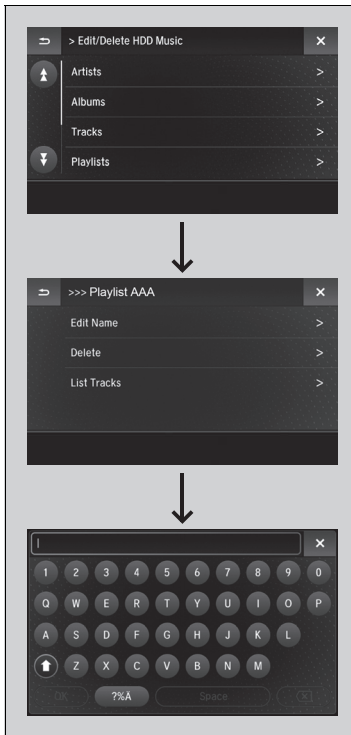 > Edit/Delete HDD Music ×
Artists >
Albums >
Tracks >
Playlists >
>>> Playlist AAA ×
Edit Name >
Delete >
List Tracks >
×
1 2 3 4 5 6 7 8 9 0
Q W E R T Y U I O P
A S D F G H J K L
Z X C V B N M
OK ?%Ä Space